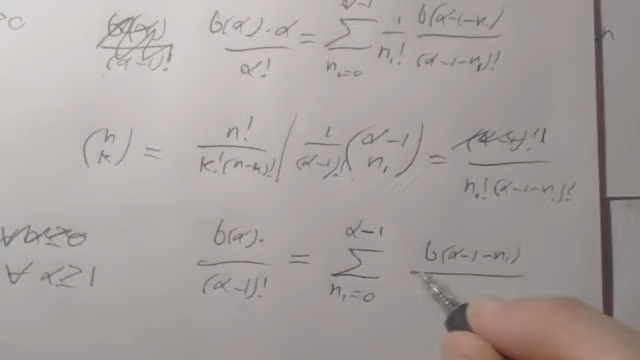 b(α)·α / α! = Σ_{n₁=0}^{α-1} 1/n₁! b(α-1-n₁) / (α-1-n₁)!
(n k) = n! / k!(n-k)! | 1/(α-1)! (α-1 n₁) = 1 / n₁!(α-1-n₁)!
∀ α ≥ 1 b(α)· / (α-1)! = Σ_{n₁=0}^{α-1} b(α-1-n₁)